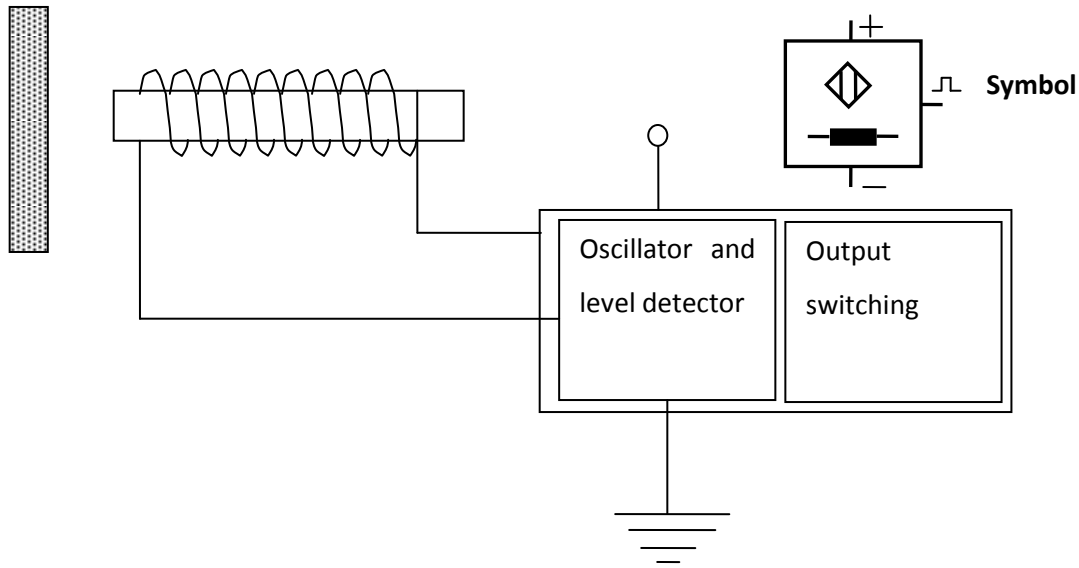 +
Symbol
−
Oscillator and
level detector
Output
switching